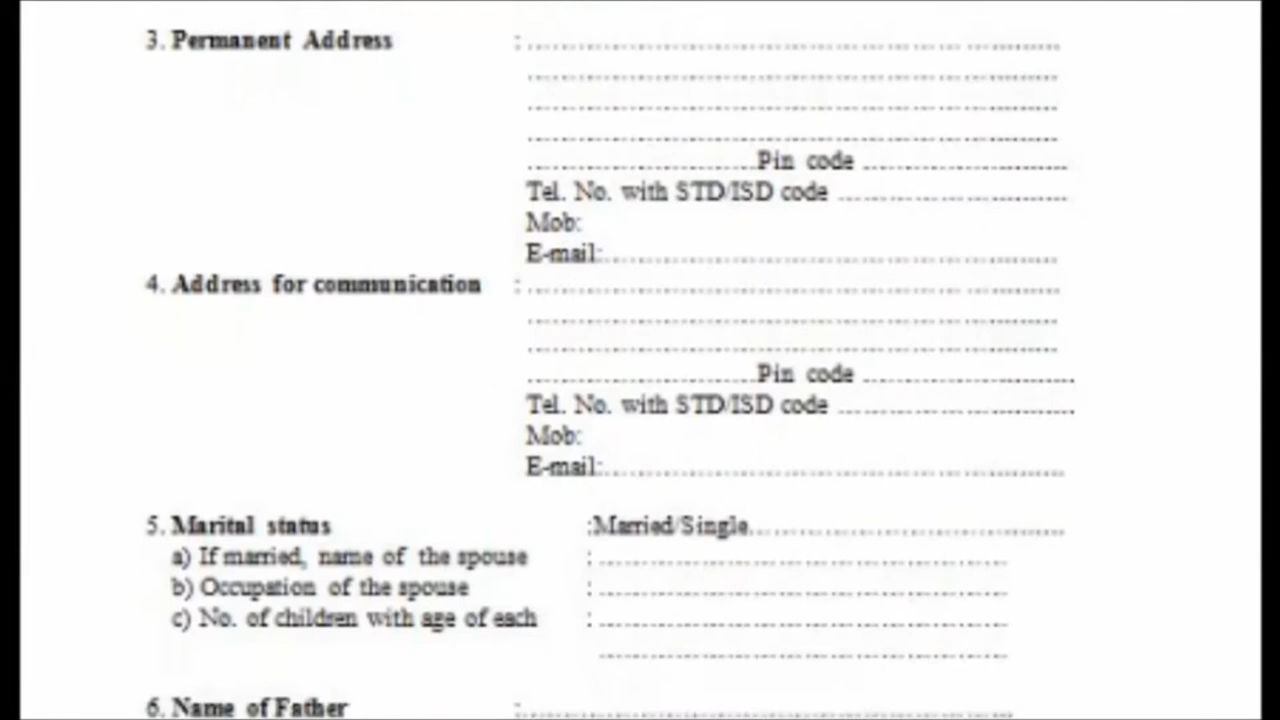 3. Permanent Address : ..............................
..............................
..............................
..............................
..............................Pin code ..............................
Tel. No. with STD/ISD code ..............................
Mob:
E-mail:..............................
4. Address for communication : ..............................
..............................
..............................
..............................Pin code ..............................
Tel. No. with STD/ISD code ..............................
Mob:
E-mail:..............................
5. Marital status :Married/Single..............................
a) If married, name of the spouse : ..............................
b) Occupation of the spouse : ..............................
c) No. of children with age of each : ..............................
..............................
6. Name of Father :..............................